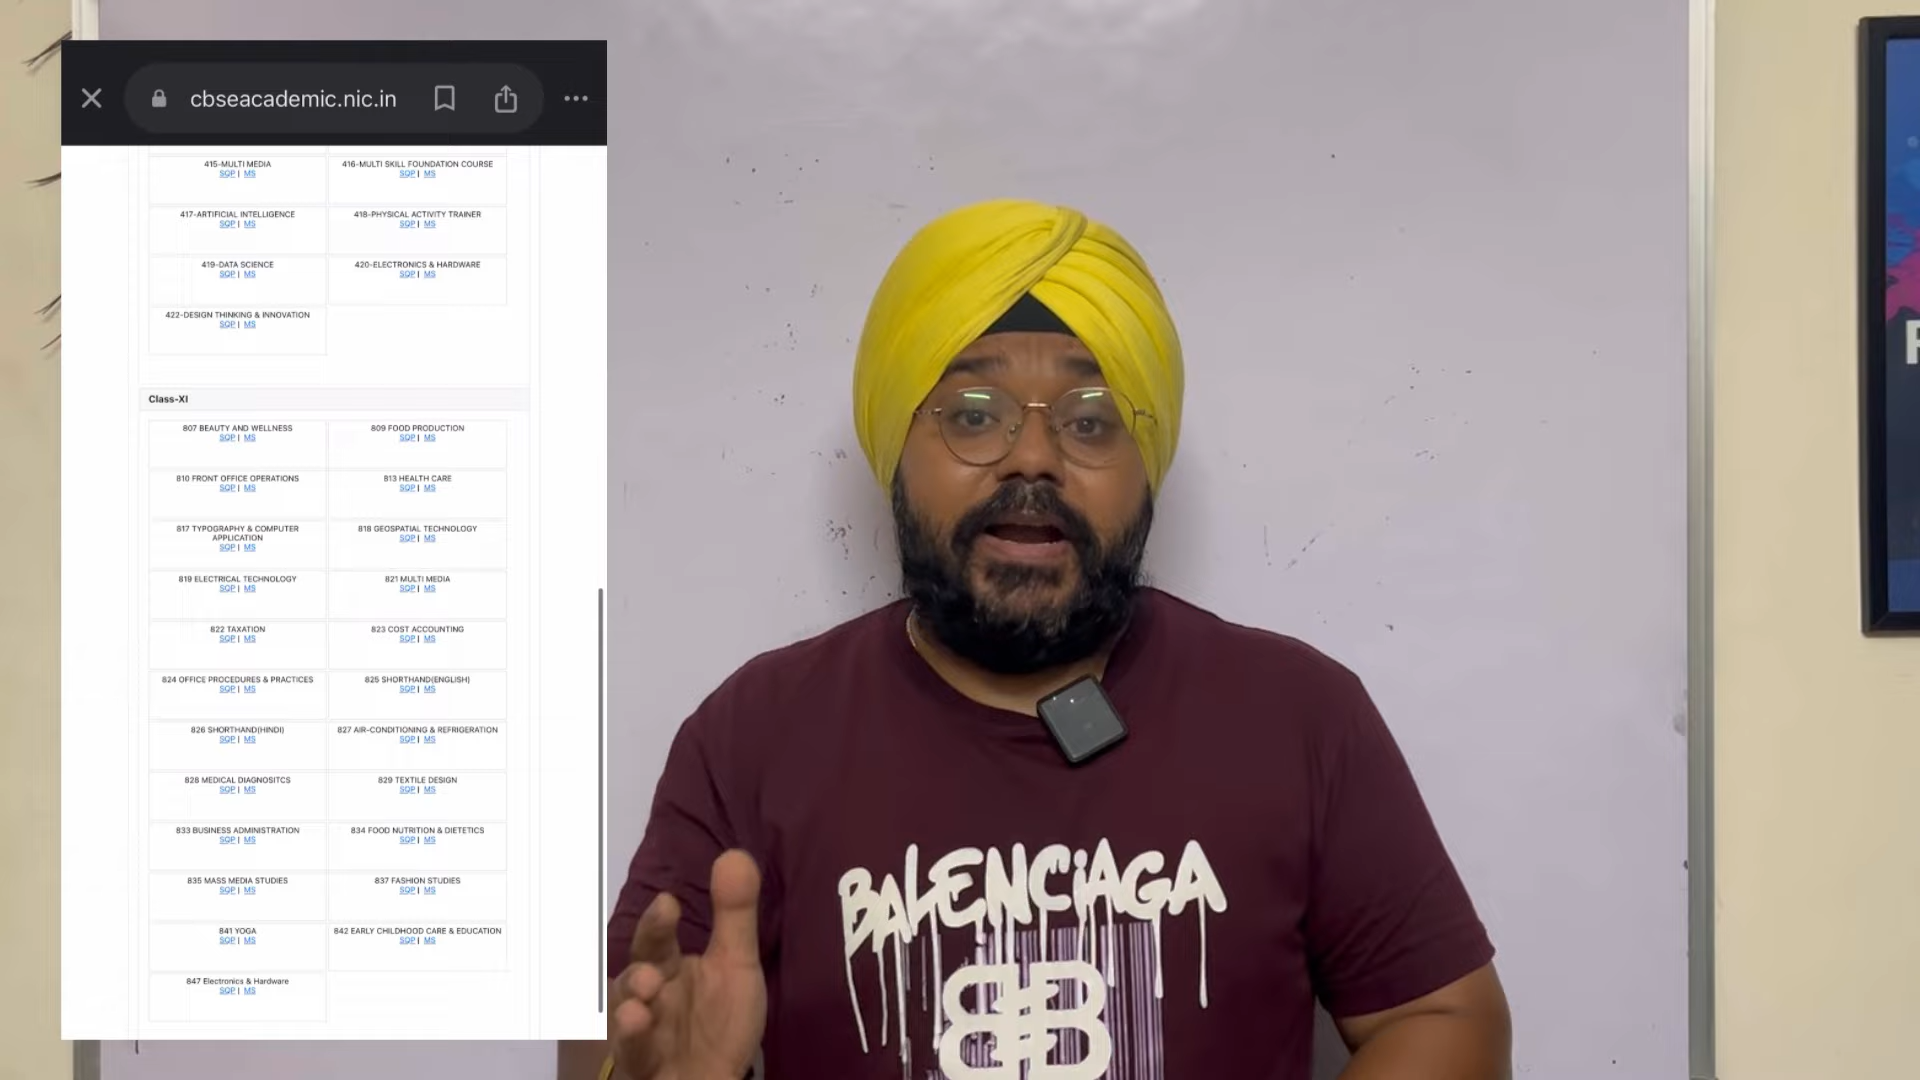 cbseacademic.nic.in
415-MULTI MEDIA 416-MULTI SKILL FOUNDATION COURSE
SQP | MS SQP | MS
417-ARTIFICIAL INTELLIGENCE 418-PHYSICAL ACTIVITY TRAINER
SQP | MS SQP | MS
419-DATA SCIENCE 420-ELECTRONICS & HARDWARE
SQP | MS SQP | MS
422-DESIGN THINKING & INNOVATION
SQP | MS
Class-XI
807 BEAUTY AND WELLNESS 809 FOOD PRODUCTION
SQP | MS SQP | MS
810 FRONT OFFICE OPERATIONS 813 HEALTH CARE
SQP | MS SQP | MS
817 TYPOGRAPHY & COMPUTER 818 GEOSPATIAL TECHNOLOGY
APPLICATION SQP | MS
SQP | MS
819 ELECTRICAL TECHNOLOGY 821 MULTI MEDIA
SQP | MS SQP | MS
822 TAXATION 823 COST ACCOUNTING
SQP | MS SQP | MS
824 OFFICE PROCEDURES & PRACTICES 825 SHORTHAND(ENGLISH)
SQP | MS SQP | MS
826 SHORTHAND(HINDI) 827 AIR-CONDITIONING & REFRIGERATION
SQP | MS SQP | MS
828 MEDICAL DIAGNOSITCS 829 TEXTILE DESIGN
SQP | MS SQP | MS
833 BUSINESS ADMINISTRATION 834 FOOD NUTRITION & DIETETICS
SQP | MS SQP | MS
835 MASS MEDIA STUDIES 837 FASHION STUDIES
SQP | MS SQP | MS
841 YOGA 842 EARLY CHILDHOOD CARE & EDUCATION
SQP | MS SQP | MS
847 Electronics & Hardware
SQP | MS
BALENCiAGA